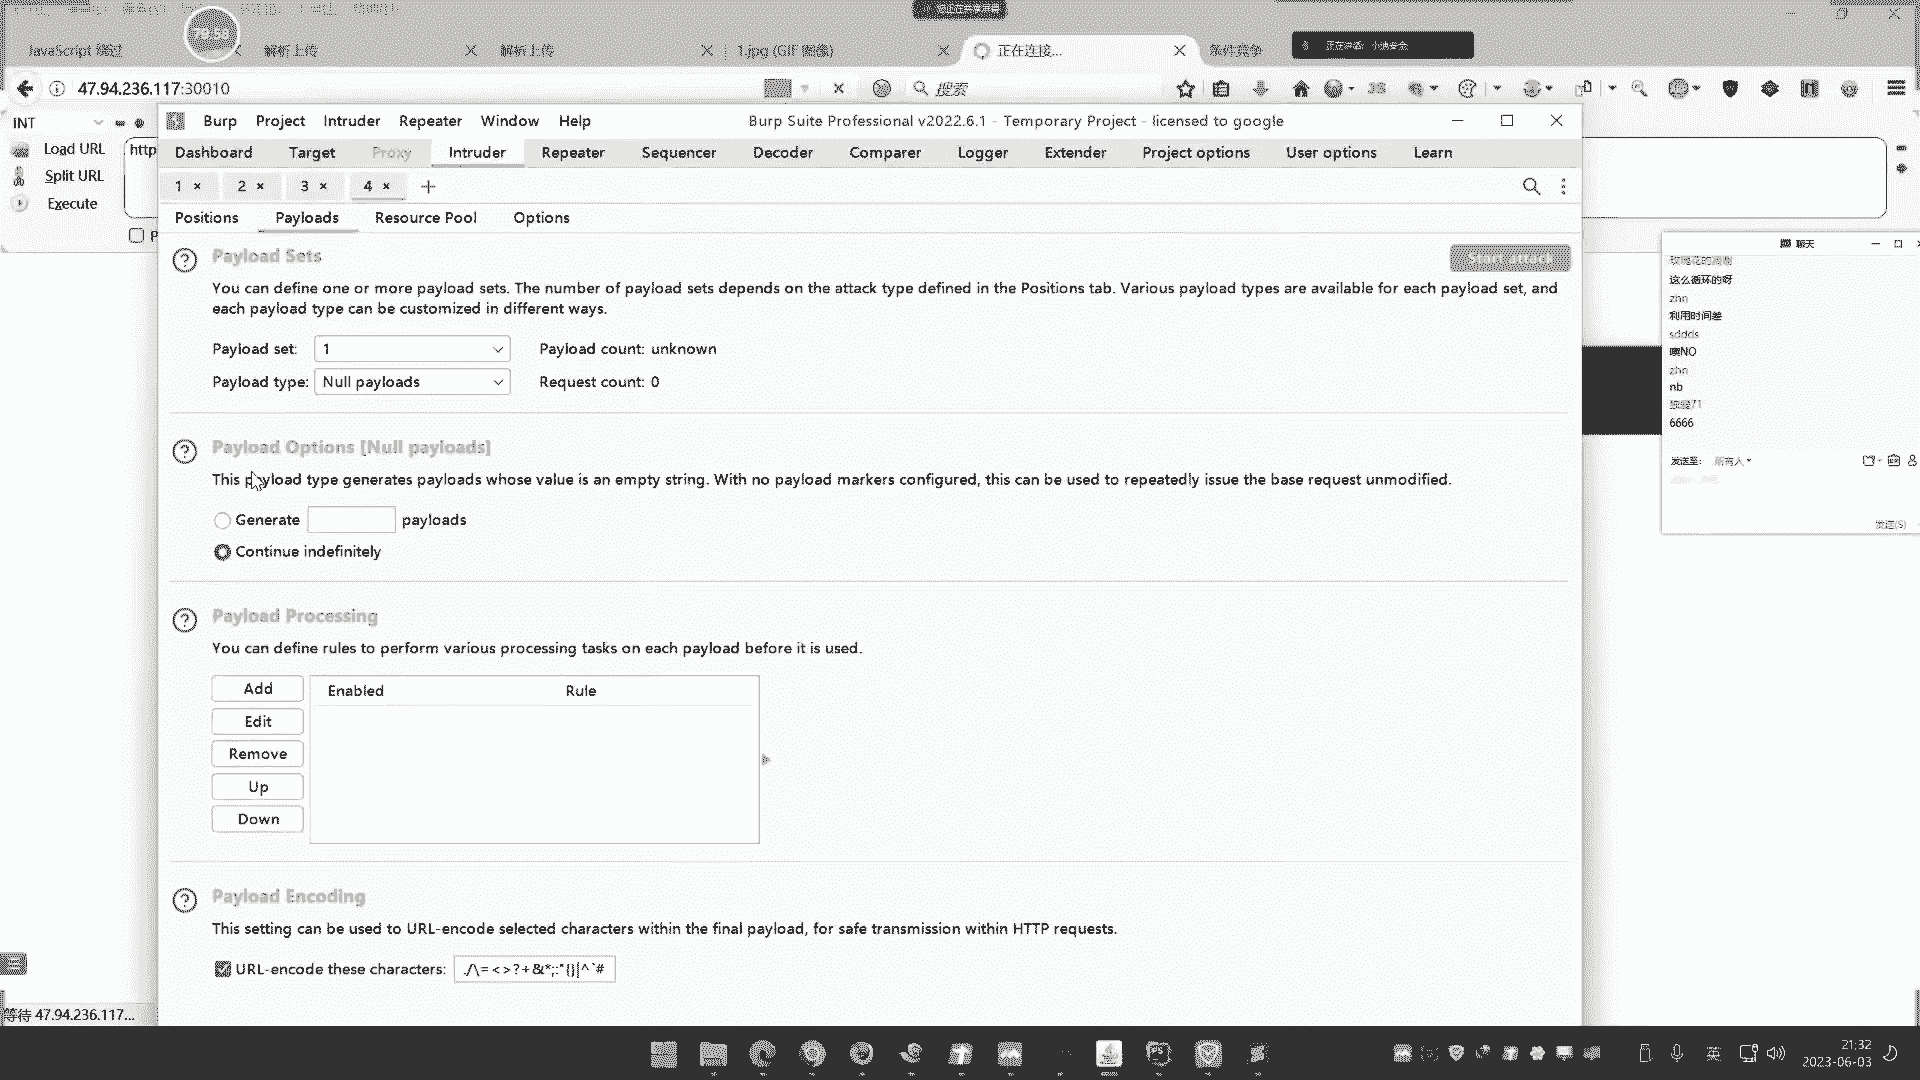 JavaScript 绕过
79:58
解析上传
解析上传
1.jpg (GIF 图像)
正在连接...
条件竞争
47.94.236.117:30010
搜索
INT
Load URL
http
Split URL
Execute
P
Burp Project Intruder Repeater Window Help
Burp Suite Professional v2022.6.1 - Temporary Project - licensed to google
Dashboard Target Proxy Intruder Repeater Sequencer Decoder Comparer Logger Extender Project options User options Learn
1 × 2 × 3 × 4 × +
Positions Payloads Resource Pool Options
Payload Sets
Start attack
You can define one or more payload sets. The number of payload sets depends on the attack type defined in the Positions tab. Various payload types are available for each payload set, and
each payload type can be customized in different ways.
Payload set: 1
Payload count: unknown
Payload type: Null payloads
Request count: 0
Payload Options [Null payloads]
This payload type generates payloads whose value is an empty string. With no payload markers configured, this can be used to repeatedly issue the base request unmodified.
Generate payloads
Continue indefinitely
Payload Processing
You can define rules to perform various processing tasks on each payload before it is used.
Add
Edit
Remove
Up
Down
Enabled Rule
Payload Encoding
This setting can be used to URL-encode selected characters within the final payload, for safe transmission within HTTP requests.
URL-encode these characters: ./\=<>?+&*;:"{}|^`#
聊天
这么循环的呀
zhn
利用时间差
sddds
噢NO
zhn
nb
6666
发送至: 所有人
发送(S)
等待 47.94.236.117...
英
21:32
2023-06-03